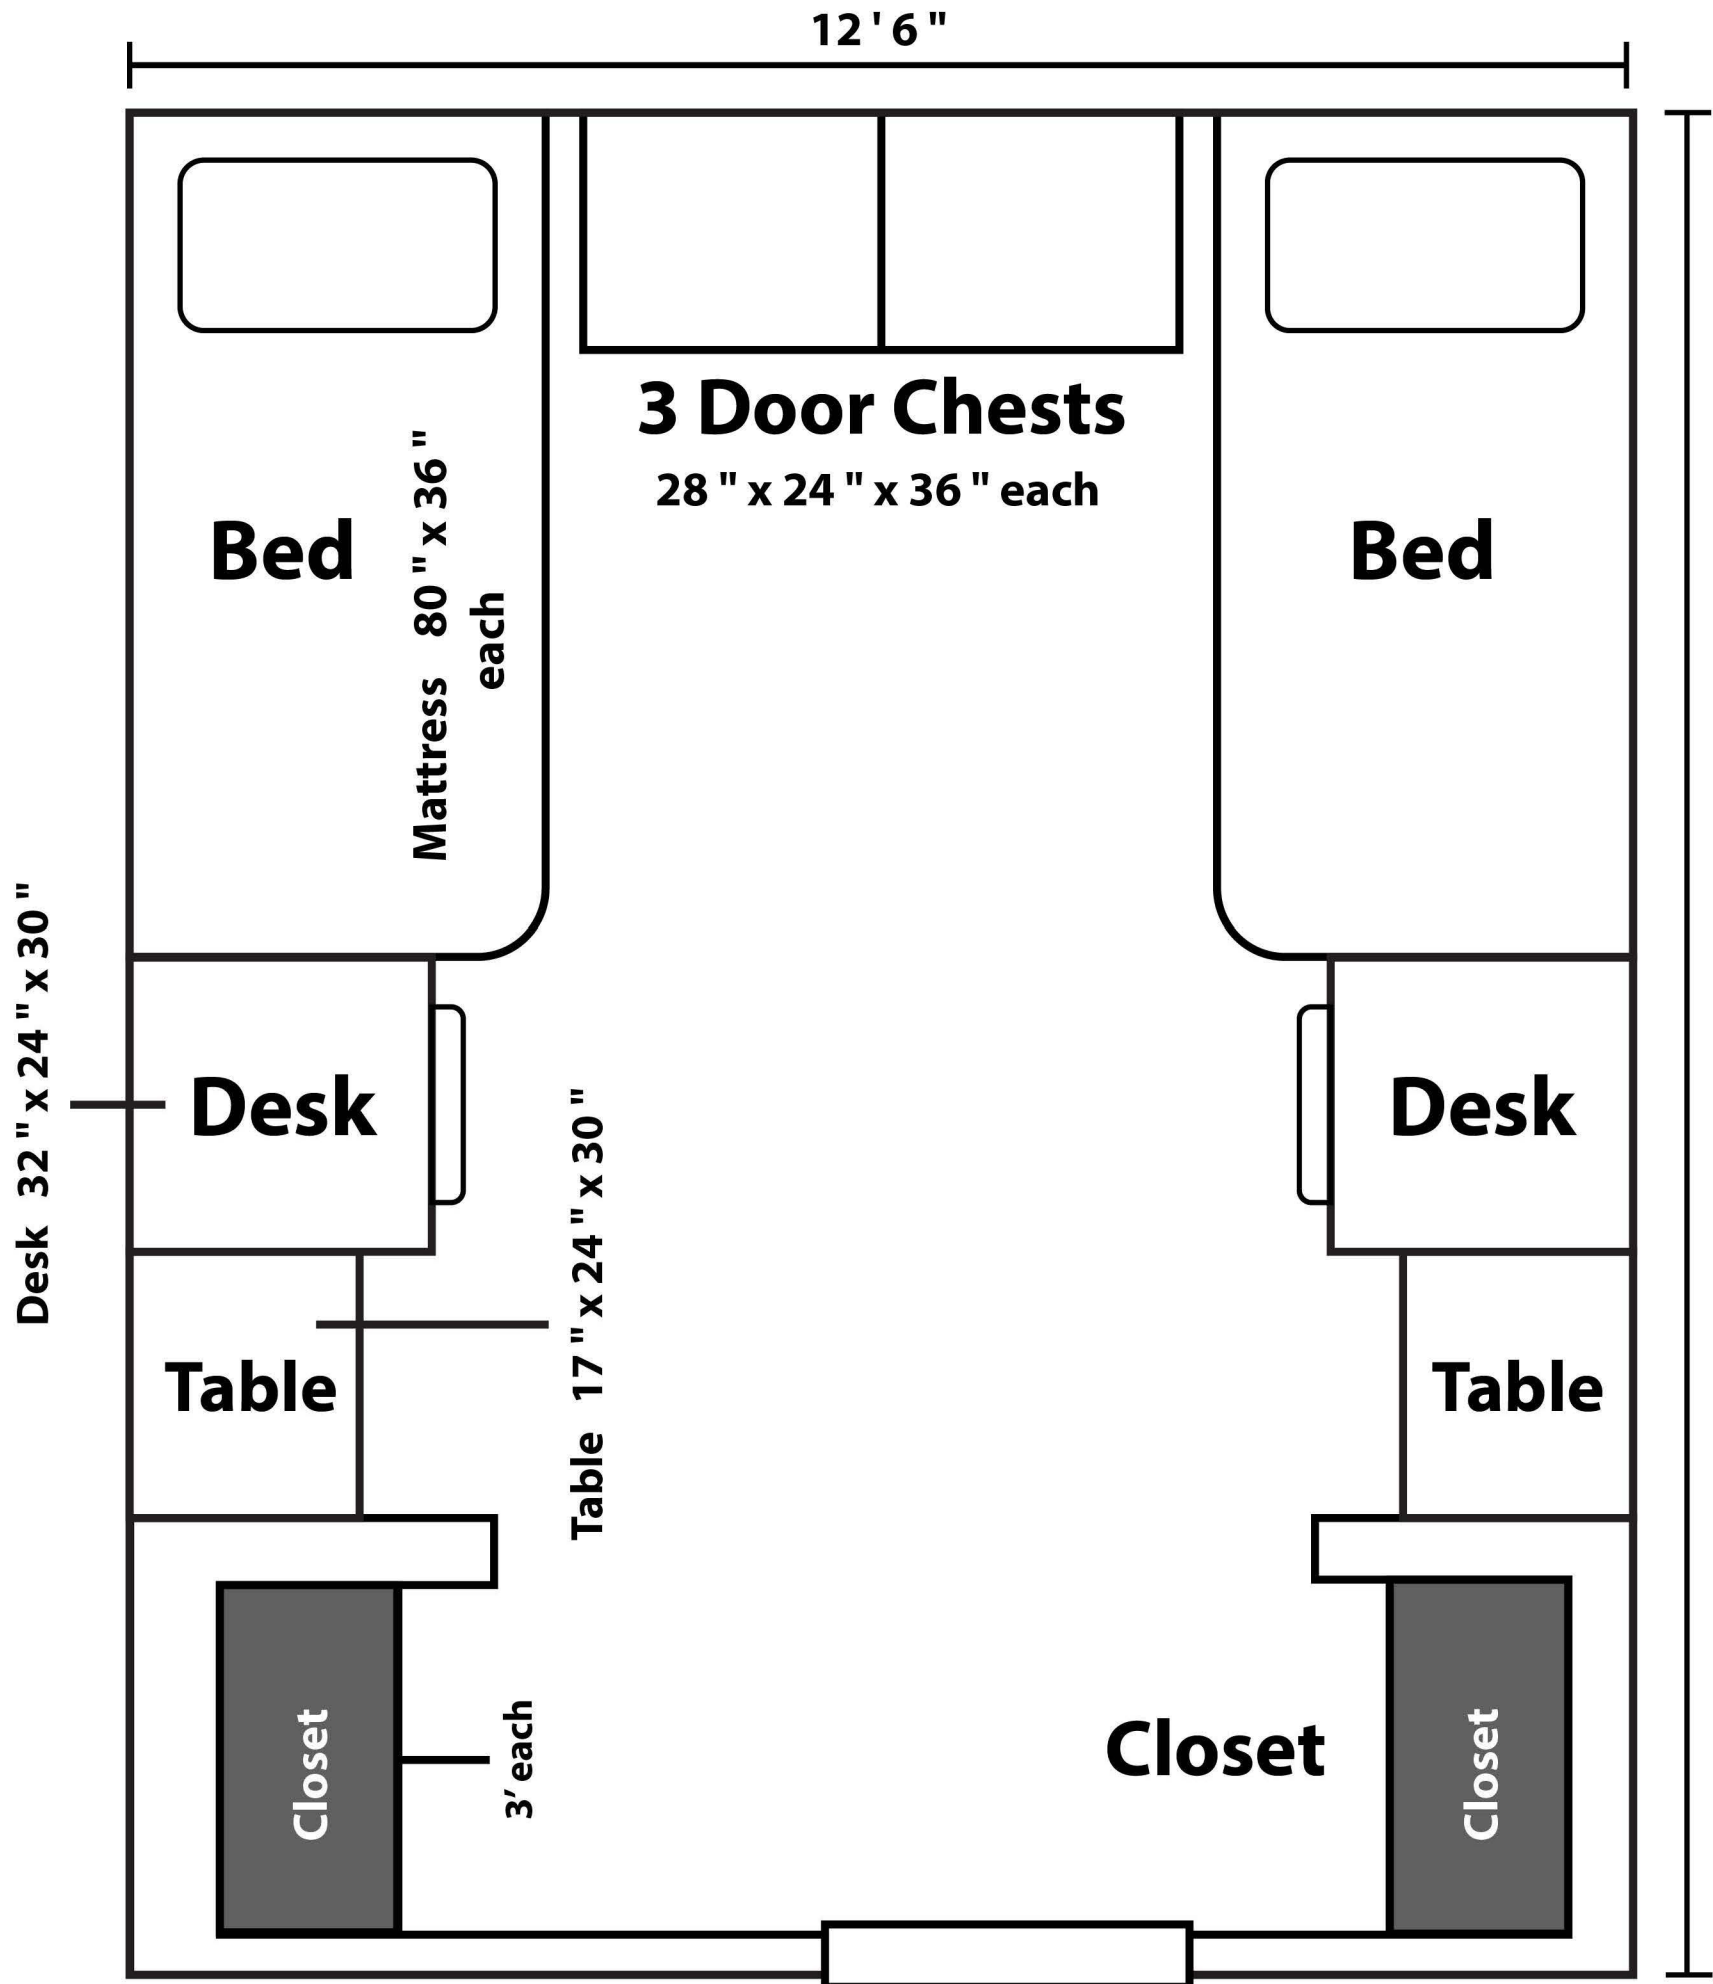 12 ' 6 "
3 Door Chests
28 " x 24 " x 36 " each
Bed
Mattress 80 " x 36 "
each
Bed
Desk 32 " x 24 " x 30 "
Desk
Desk
Table 17 " x 24 " x 30 "
Table
Table
Closet
3’ each
Closet
Closet